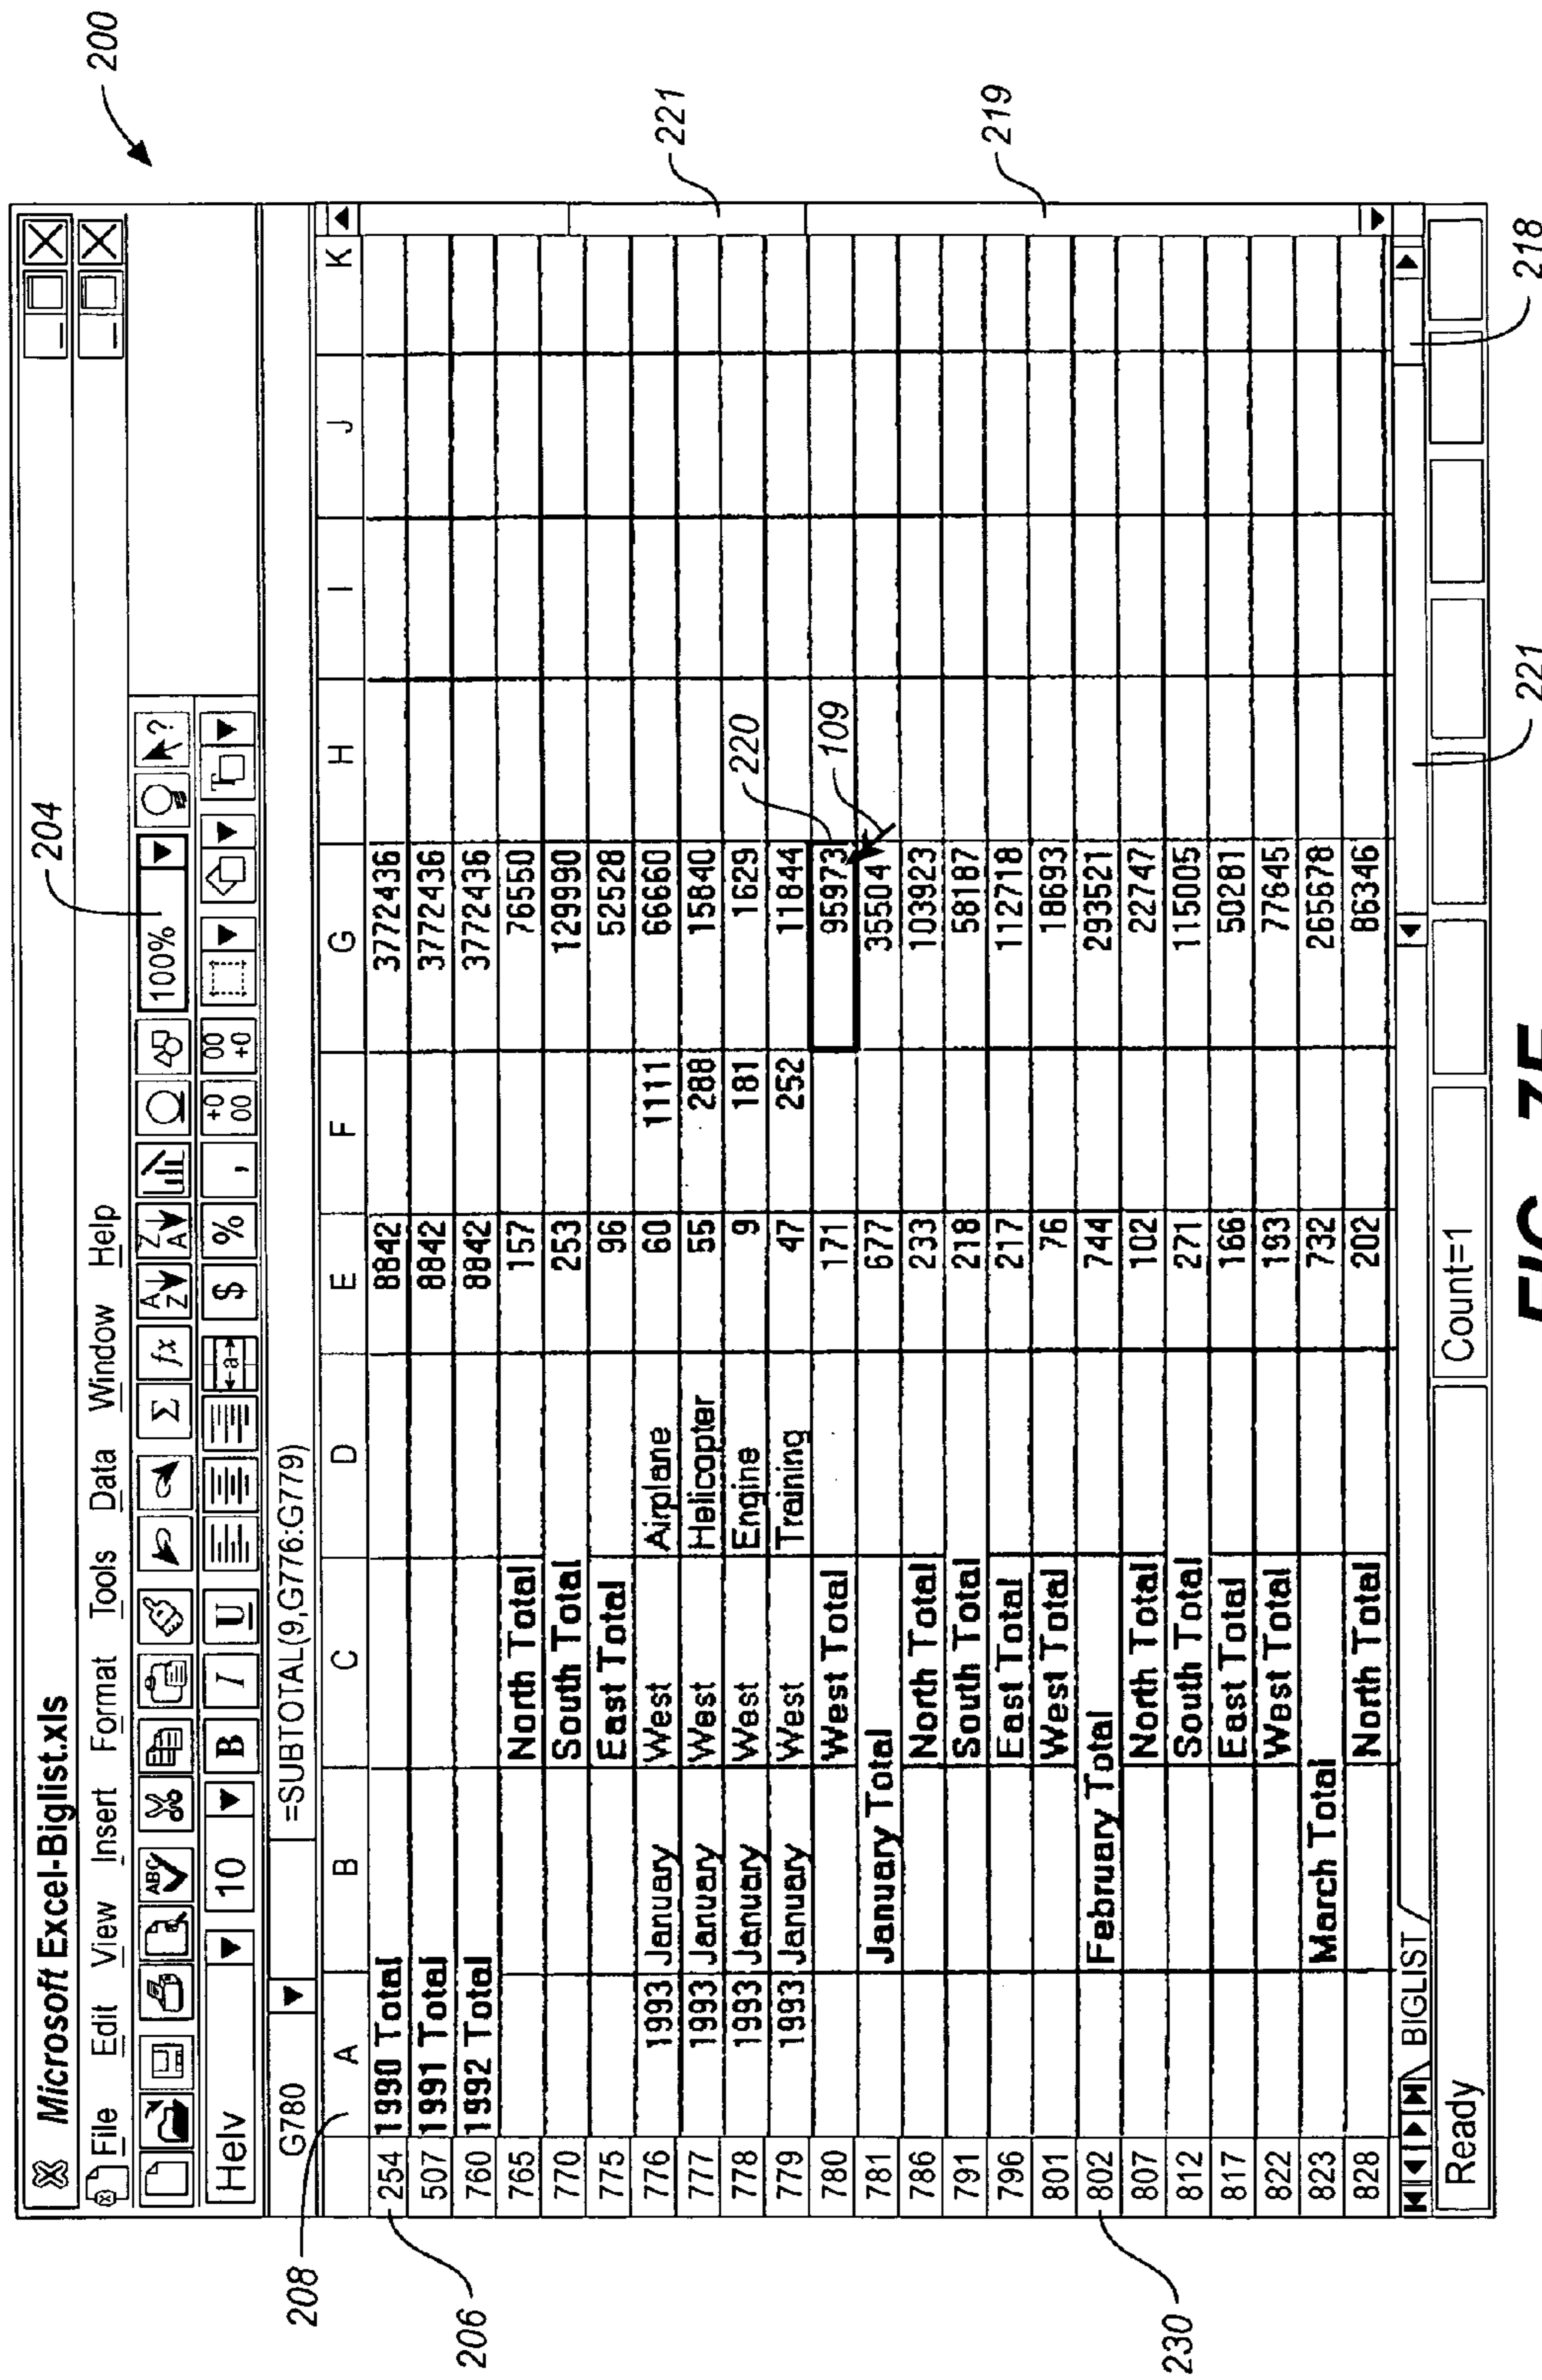 200
Microsoft Excel-Biglist.xls
204
File Edit View Insert Format Tools Data Window Help
ABC Σ fx A Z Z A 100% ?
Helv 10 B I U a $ % , +0 00 00 +0 T
208
G780 =SUBTOTAL(9,G776:G779)
A B C D E F G H I J K
206
254 1990 Total 8842 3772436
507 1991 Total 8842 3772436
760 1992 Total 8842 3772436
765 North Total 157 76550
770 South Total 253 129990
775 East Total 96 52528
776 1993 January West Airplane 60 1111 66660
777 1993 January West Helicopter 55 288 15840
778 1993 January West Engine 9 181 1629
779 1993 January West Training 47 252 11844
780 West Total 171 95973
781 January Total 677 355041
786 North Total 233 103923
791 South Total 218 58187
796 East Total 217 112718
801 West Total 76 18693
802 February Total 744 293521
807 North Total 102 22747
812 South Total 271 115005
817 East Total 166 50281
822 West Total 193 77645
823 March Total 732 265678
828 North Total 202 86346
220
109
221
219
230
BIGLIST
Ready Count=1
221
218
FIG. 7E